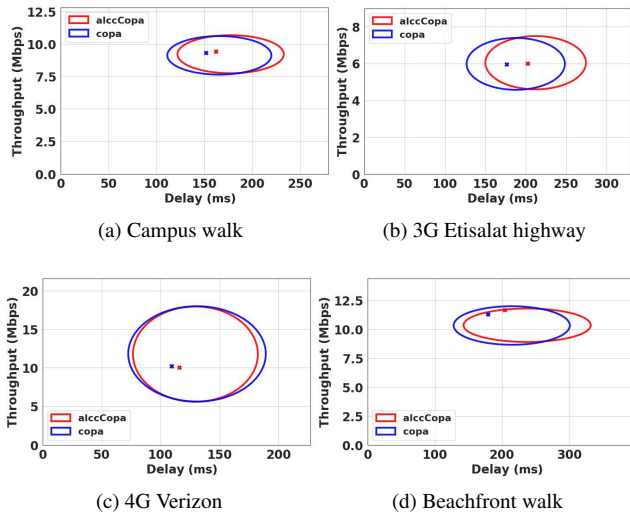 alccCopa
copa
Throughput (Mbps)
12.5
10.0
7.5
5.0
2.5
0.0
0 50 100 150 200 250
Delay (ms)
(a) Campus walk
alccCopa
copa
Throughput (Mbps)
8
6
4
2
0
0 100 200 300
Delay (ms)
(b) 3G Etisalat highway
Throughput (Mbps)
20
15
10
5
0
alccCopa
copa
0 50 100 150 200
Delay (ms)
(c) 4G Verizon
Throughput (Mbps)
12.5
10.0
7.5
5.0
2.5
0.0
alccCopa
copa
0 100 200 300
Delay (ms)
(d) Beachfront walk